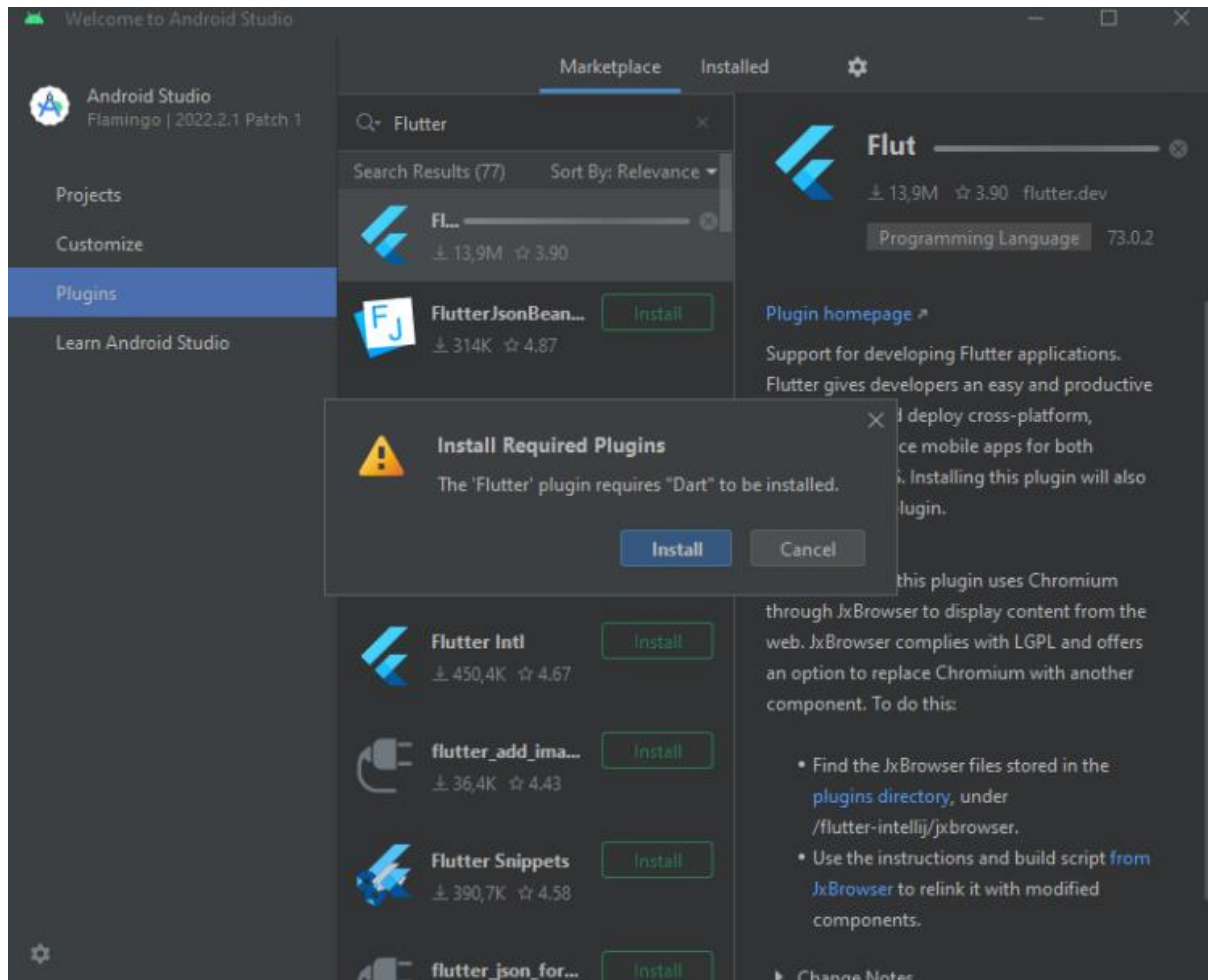 Welcome to Android Studio
Marketplace Installed
Android Studio
Flamingo | 2022.2.1 Patch 1
Projects
Customize
Plugins
Learn Android Studio
Flutter
Search Results (77) Sort By: Relevance
Fl...
13,9M 3.90
FlutterJsonBean... Install
314K 4.87
Install Required Plugins
The 'Flutter' plugin requires "Dart" to be installed.
Install Cancel
Flutter Intl Install
450,4K 4.67
flutter_add_ima... Install
36,4K 4.43
Flutter Snippets Install
390,7K 4.58
flutter_json_for... Install
Flut
13,9M 3.90 flutter.dev
Programming Language 73.0.2
Plugin homepage
Support for developing Flutter applications.
Flutter gives developers an easy and productive
deploy cross-platform,
mobile apps for both
Installing this plugin will also
this plugin uses Chromium
through JxBrowser to display content from the
web. JxBrowser complies with LGPL and offers
an option to replace Chromium with another
component. To do this:
• Find the JxBrowser files stored in the
plugins directory, under
/flutter-intellij/jxbrowser.
• Use the instructions and build script from
JxBrowser to relink it with modified
components.
Change Notes